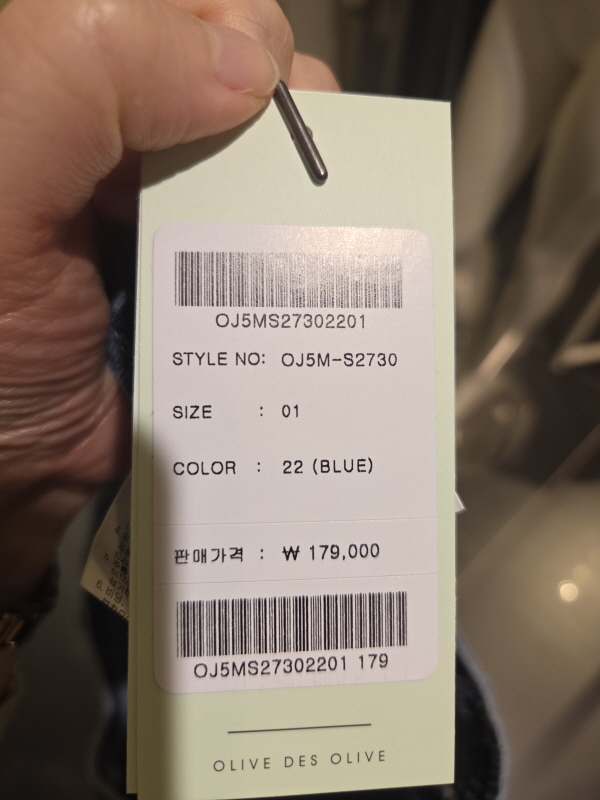 OJ5MS27302201
STYLE NO: OJ5M-S2730
SIZE : 01
COLOR : 22 (BLUE)
판매가격 : ₩ 179,000
OJ5MS27302201 179
OLIVE DES OLIVE